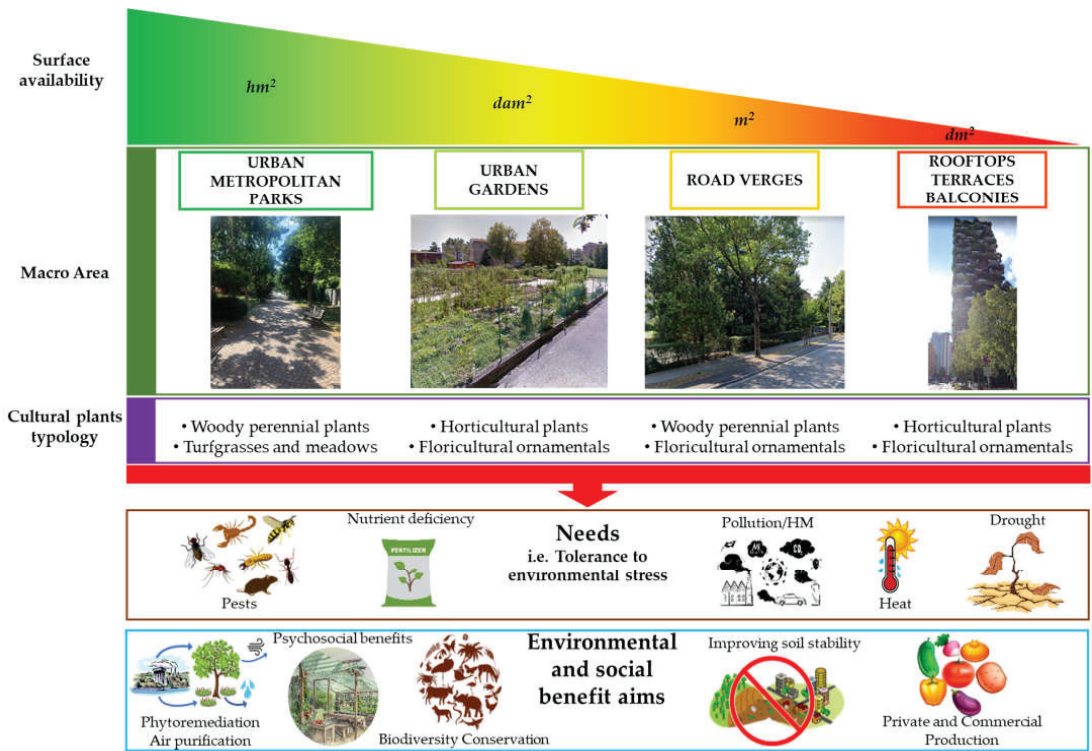 Surface
availability
hm²
dam²
m²
dm²
Macro Area
URBAN
METROPOLITAN
PARKS
URBAN
GARDENS
ROAD VERGES
ROOFTOPS
TERRACES
BALCONIES
Cultural plants
typology
• Woody perennial plants
• Turfgrasses and meadows
• Horticultural plants
• Floricultural ornamentals
• Woody perennial plants
• Floricultural ornamentals
• Horticultural plants
• Floricultural ornamentals
Pests
Nutrient deficiency
FERTILIZER
Needs
i.e. Tolerance to
environmental stress
Pollution/HM
Heat
Drought
Phytoremediation
Air purification
Psychosocial benefits
Biodiversity Conservation
Environmental
and social
benefit aims
Improving soil stability
Private and Commercial
Production